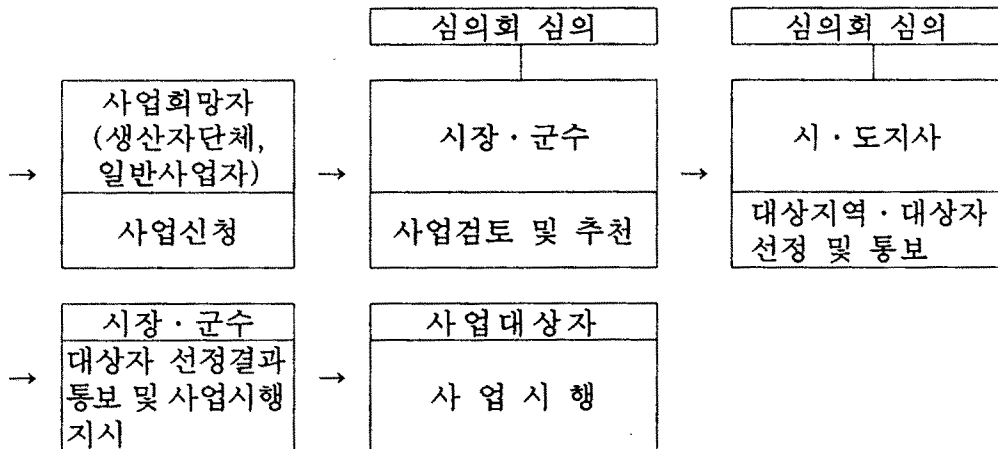 심의회 심의
심의회 심의
→
사업희망자
(생산자단체,
일반사업자)
사업신청
→
시장·군수
사업검토 및 추천
→
시·도지사
대상지역·대상자
선정 및 통보
→
시장·군수
대상자 선정결과
통보 및 사업시행
지시
→
사업대상자
사 업 시 행